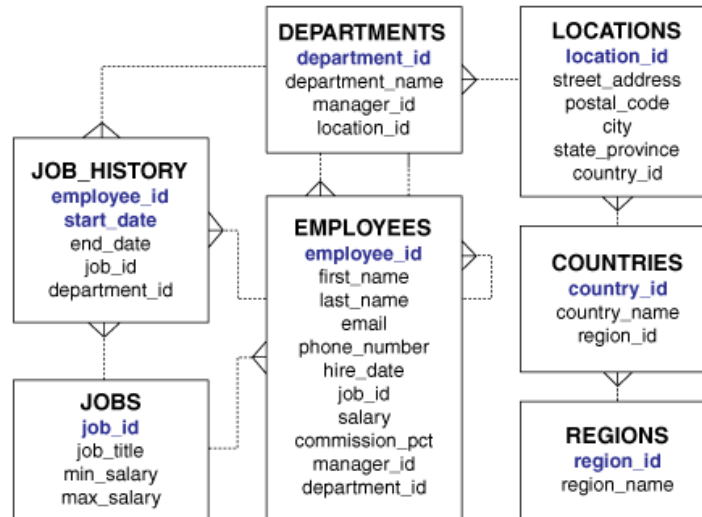 DEPARTMENTS
department_id
department_name
manager_id
location_id
LOCATIONS
location_id
street_address
postal_code
city
state_province
country_id
JOB_HISTORY
employee_id
start_date
end_date
job_id
department_id
EMPLOYEES
employee_id
first_name
last_name
email
phone_number
hire_date
job_id
salary
commission_pct
manager_id
department_id
COUNTRIES
country_id
country_name
region_id
JOBS
job_id
job_title
min_salary
max_salary
REGIONS
region_id
region_name